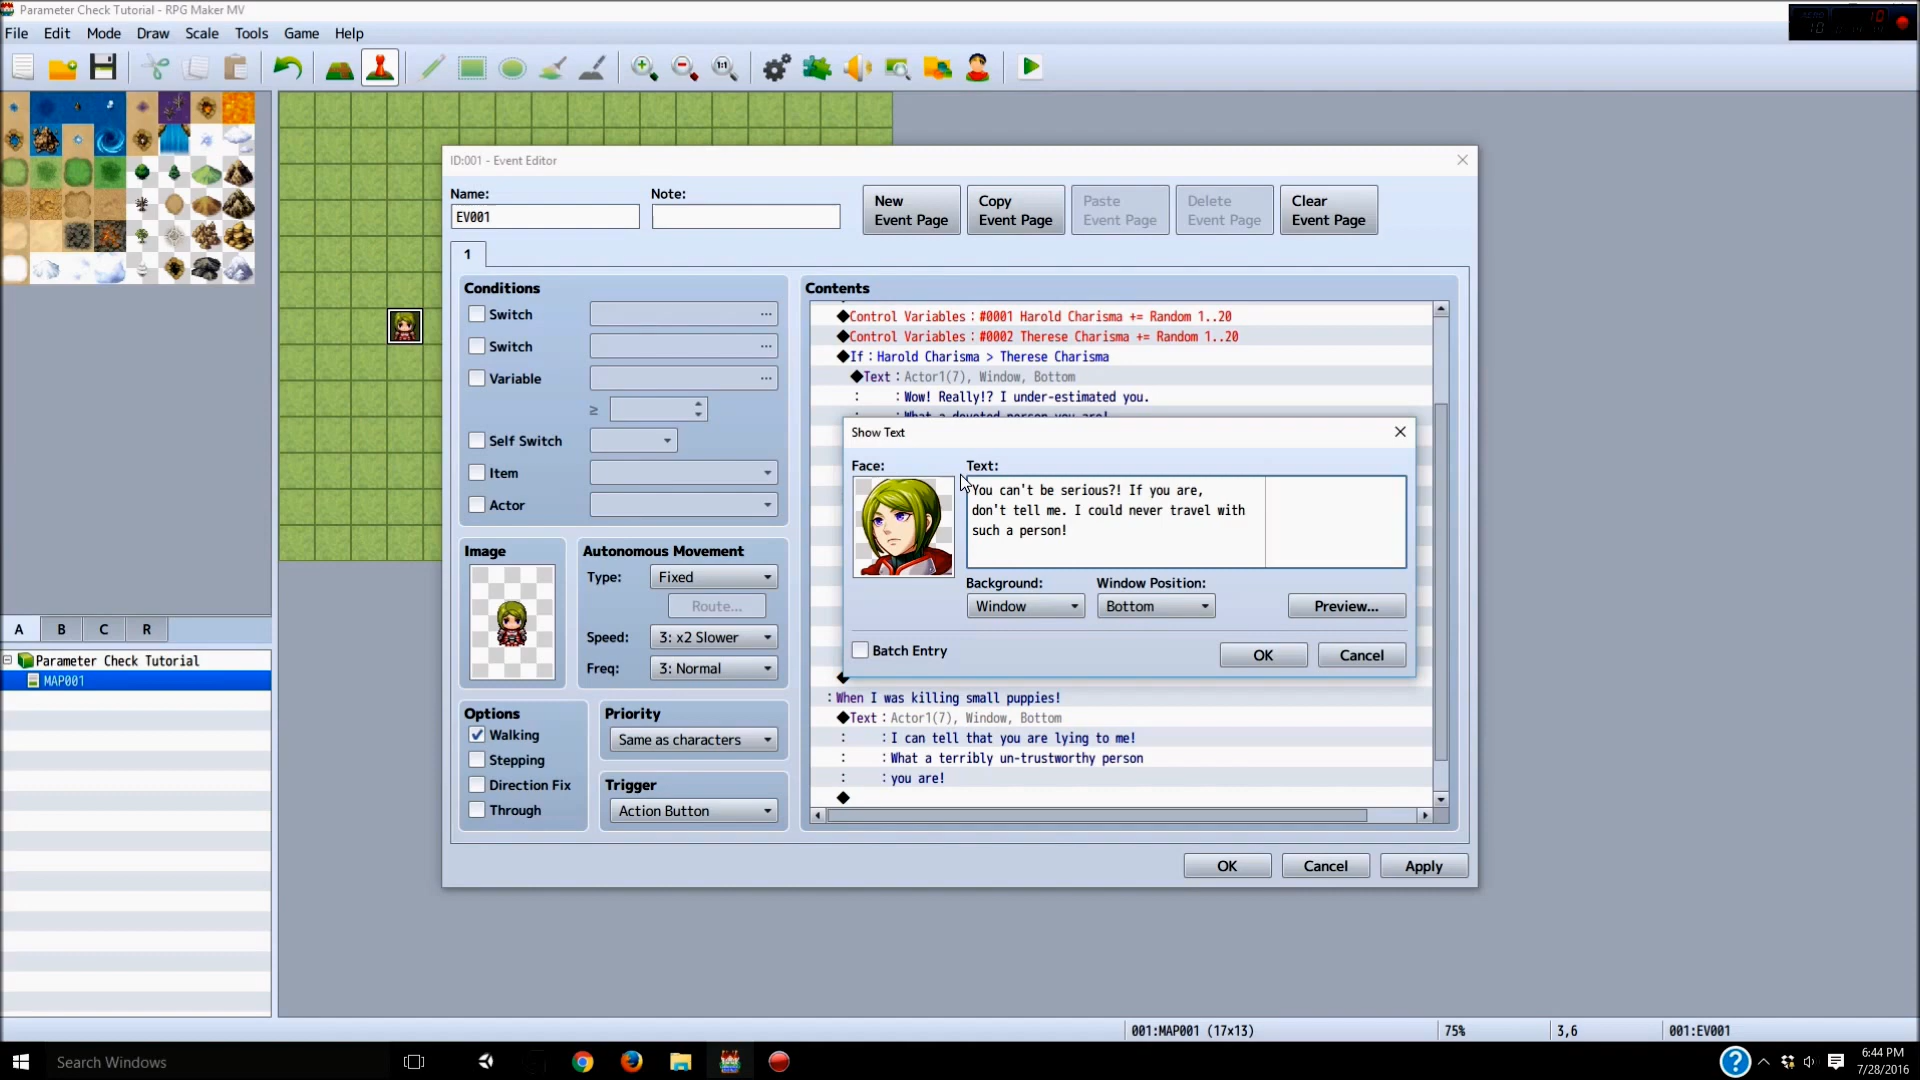 Parameter Check Tutorial - RPG Maker MV
File Edit Mode Draw Scale Tools Game Help
1:1
ID:001 - Event Editor
Name:
Note:
EV001
New
Event Page
Copy
Event Page
Paste
Event Page
Delete
Event Page
Clear
Event Page
1
Conditions
Switch ...
Switch ...
Variable ...
≥
Self Switch
Item
Actor
Image
Autonomous Movement
Type: Fixed
Route...
Speed: 3: x2 Slower
Freq: 3: Normal
Options
Walking
Stepping
Direction Fix
Through
Priority
Same as characters
Trigger
Action Button
Contents
◆Control Variables : #0001 Harold Charisma += Random 1..20
◆Control Variables : #0002 Therese Charisma += Random 1..20
◆If : Harold Charisma > Therese Charisma
◆Text : Actor1(7), Window, Bottom
: : Wow! Really!? I under-estimated you.
: : What a devoted person you are!
Show Text
Face:
Text:
You can't be serious?! If you are,
don't tell me. I could never travel with
such a person!
Background:
Window
Window Position:
Bottom
Preview...
Batch Entry
OK
Cancel
◆
: When I was killing small puppies!
◆Text : Actor1(7), Window, Bottom
: : I can tell that you are lying to me!
: : What a terribly un-trustworthy person
: : you are!
◆
OK
Cancel
Apply
A B C R
Parameter Check Tutorial
MAP001
001:MAP001 (17x13)
75%
3,6
001:EV001
Search Windows
6:44 PM
7/28/2016